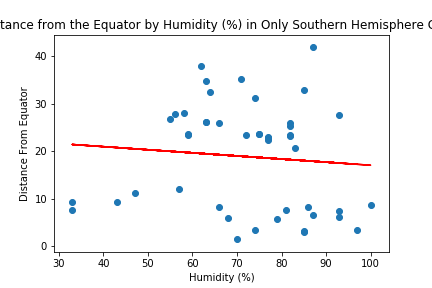 tance from the Equator by Humidity (%) in Only Southern Hemisphere C
40
30
20
10
0
Distance From Equator
30 40 50 60 70 80 90 100
Humidity (%)